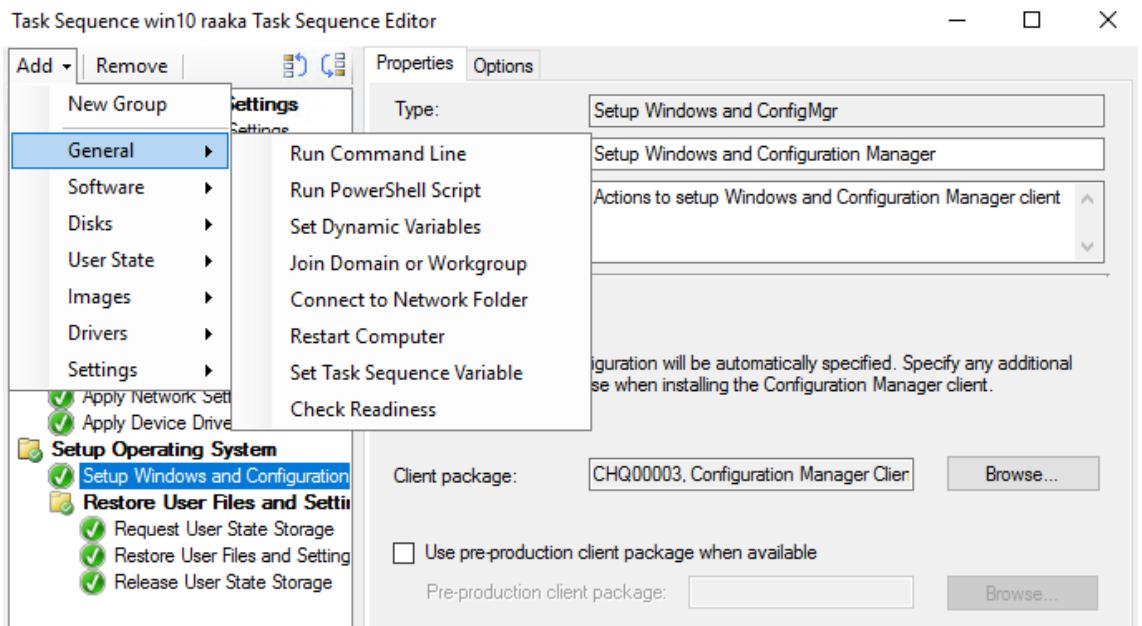 Task Sequence win10 raaka Task Sequence Editor
Add
Remove
Properties
Options
New Group
General
Software
Disks
User State
Images
Drivers
Settings
Run Command Line
Run PowerShell Script
Set Dynamic Variables
Join Domain or Workgroup
Connect to Network Folder
Restart Computer
Set Task Sequence Variable
Check Readiness
Settings
Settings
Apply Network Sett
Apply Device Drive
Setup Operating System
Setup Windows and Configuration
Restore User Files and Settin
Request User State Storage
Restore User Files and Setting
Release User State Storage
Type:
Setup Windows and ConfigMgr
Setup Windows and Configuration Manager
Actions to setup Windows and Configuration Manager client
iguration will be automatically specified. Specify any additional
se when installing the Configuration Manager client.
Client package:
CHQ00003, Configuration Manager Clien
Browse...
Use pre-production client package when available
Pre-production client package:
Browse...